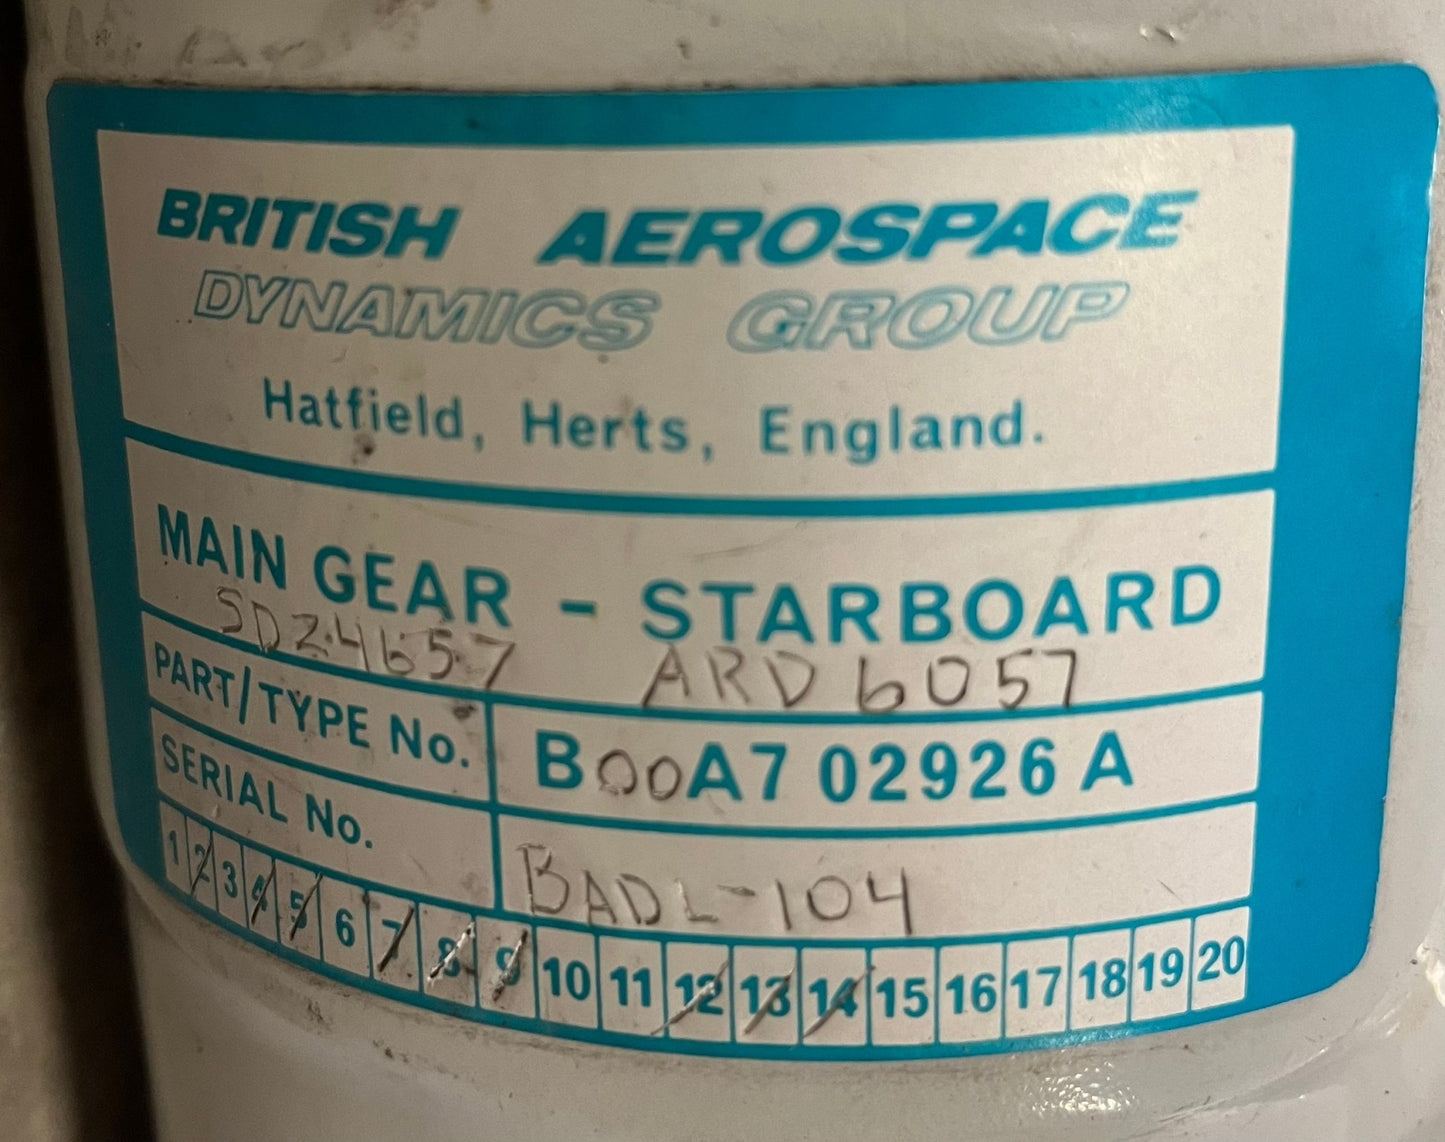 BRITISH AEROSPACE
DYNAMICS GROUP
Hatfield, Herts, England.
MAIN GEAR - STARBOARD
SD24657 ARD6057
PART/TYPE No. B00A7 02926 A
SERIAL No. BADL-104
1 2 3 4 5 6 7 8 9 10 11 12 13 14 15 16 17 18 19 20